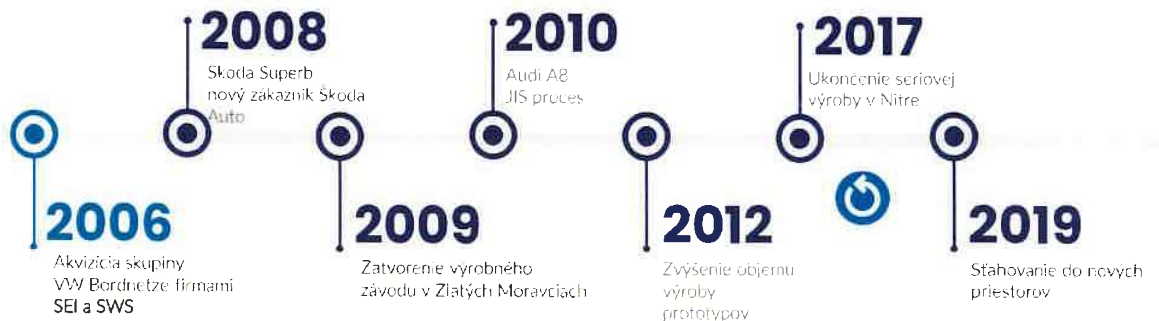 2006
Akvizícia skupiny
VW Bordnetze firmami
SEI a SWS
2008
Skoda Superb
nový zákazník Škoda
Auto
2009
Zatvorenie výrobného
závodu v Zlatých Moravciach
2010
Audi A8
JIS proces
2012
Zvýšenie objemu
výroby
prototypov
2017
Ukončenie seriovej
výroby v Nitre
2019
Sťahovanie do nových
priestorov